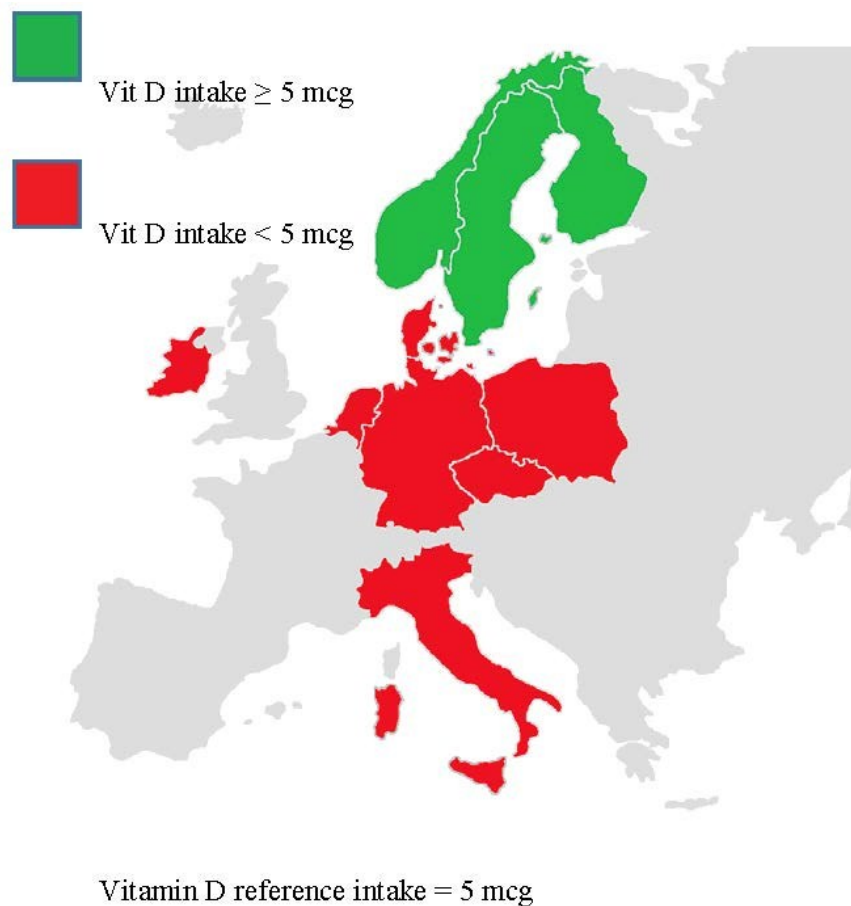 Vit D intake ≥ 5 mcg
Vit D intake < 5 mcg
Vitamin D reference intake = 5 mcg